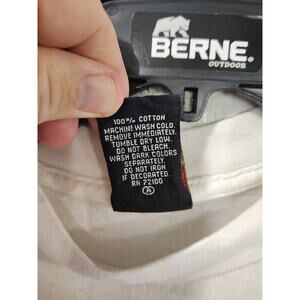 BERNE.
OUTDOOR
100% COTTON
MACHINE WASH COLD.
REMOVE IMMEDIATELY.
TUMBLE DRY LOW.
DO NOT BLEACH.
WASH DARK COLORS
SEPARATELY.
DO NOT IRON
IF DECORATED.
RN 72100
A